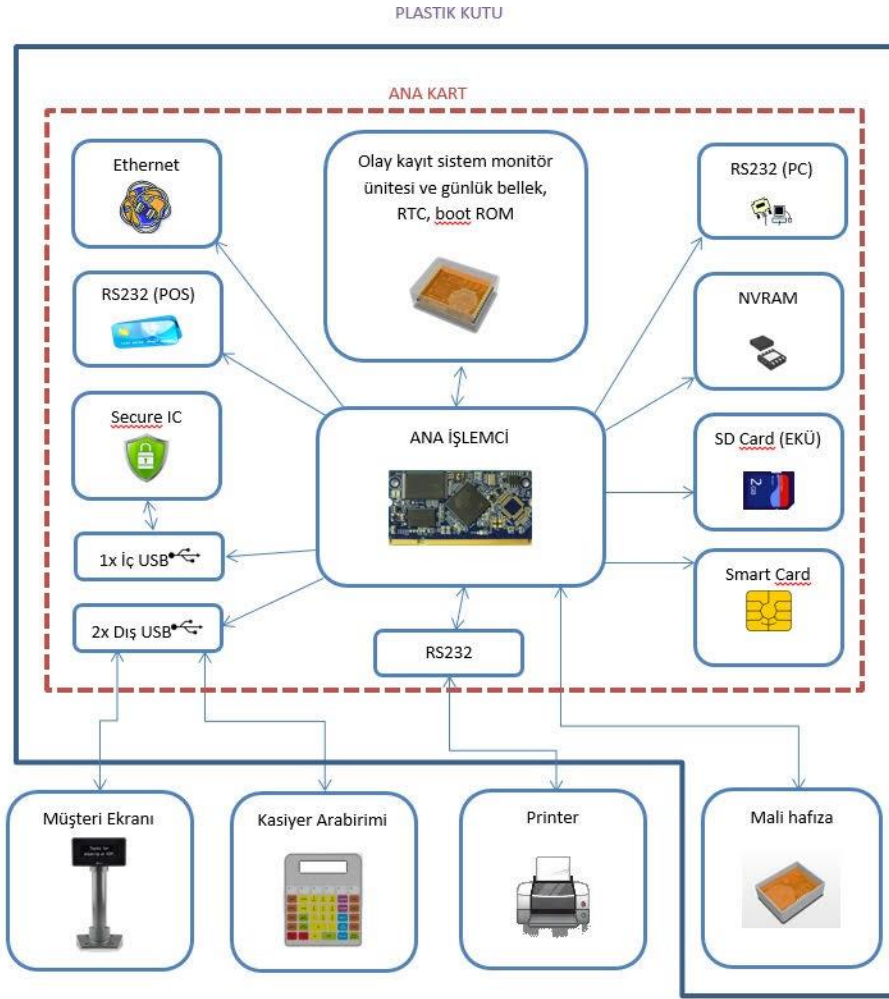 PLASTIK KUTU
ANA KART
Ethernet
Olay kayıt sistem monitör
ünitesi ve günlük bellek,
RTC, boot ROM
RS232 (PC)
RS232 (POS)
NVRAM
Secure IC
ANA İŞLEMCİ
SD Card (EKÜ)
2
GB
1x İç USB
Smart Card
2x Dış USB
RS232
Müşteri Ekranı
Kasiyer Arabirimi
Printer
Mali hafıza